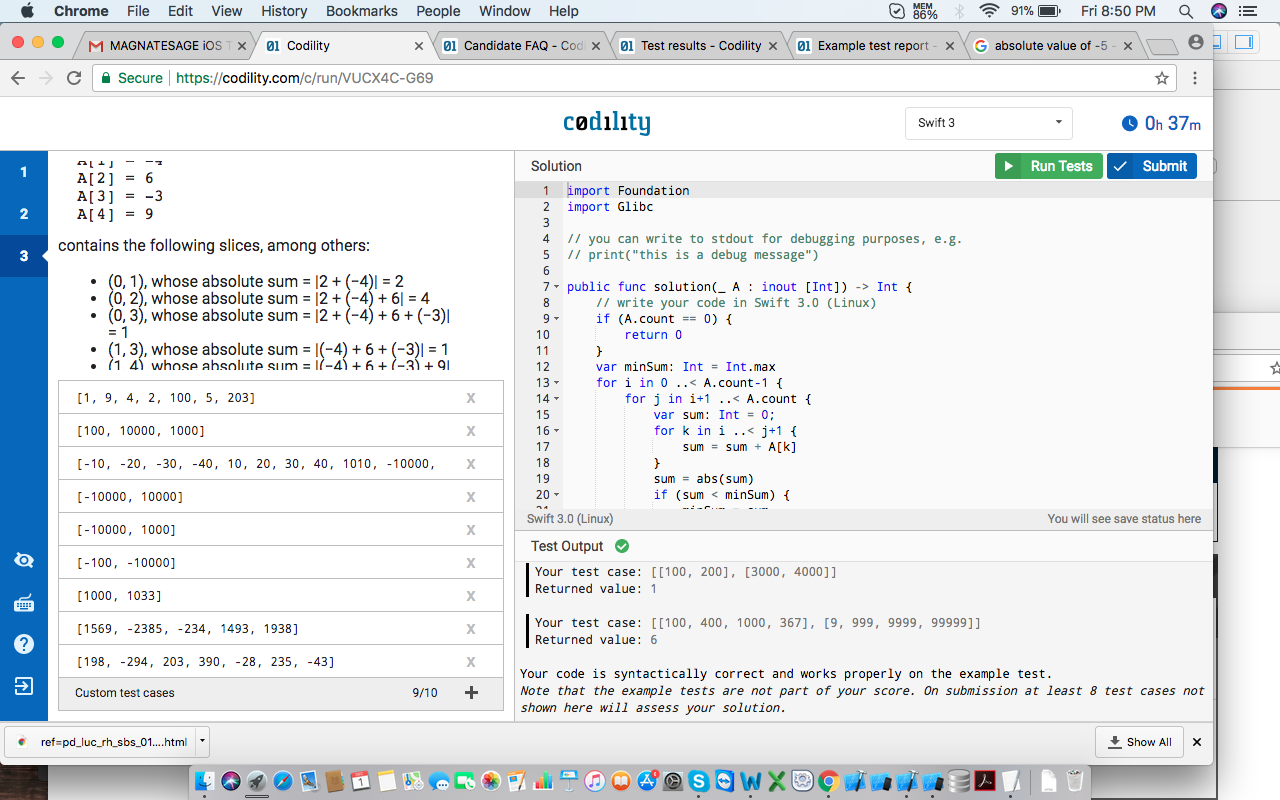 Chrome File Edit View History Bookmarks People Window Help MEM 86% 91% Fri 8:50 PM
MAGNATESAGE iOS T × Codility × Candidate FAQ - Cod × Test results - Codility × Example test report - × absolute value of -5 - ×
Secure https://codility.com/c/run/VUCX4C-G69
codility
Swift 3
0h 37m
1
2
3
A[1] = −4
A[2] = 6
A[3] = −3
A[4] = 9
contains the following slices, among others:
• (0, 1), whose absolute sum = |2 + (−4)| = 2
• (0, 2), whose absolute sum = |2 + (−4) + 6| = 4
• (0, 3), whose absolute sum = |2 + (−4) + 6 + (−3)|
= 1
• (1, 3), whose absolute sum = |(−4) + 6 + (−3)| = 1
• (1, 4), whose absolute sum = |(−4) + 6 + (−3) + 9|
[1, 9, 4, 2, 100, 5, 203] X
[100, 10000, 1000] X
[-10, -20, -30, -40, 10, 20, 30, 40, 1010, -10000, X
[-10000, 10000] X
[-10000, 1000] X
[-100, -10000] X
[1000, 1033] X
[1569, -2385, -234, 1493, 1938] X
[198, -294, 203, 390, -28, 235, -43] X
Custom test cases 9/10 +
Solution Run Tests Submit
1 import Foundation
2 import Glibc
3
4 // you can write to stdout for debugging purposes, e.g.
5 // print("this is a debug message")
6
7 public func solution(_ A : inout [Int]) -> Int {
8 // write your code in Swift 3.0 (Linux)
9 if (A.count == 0) {
10 return 0
11 }
12 var minSum: Int = Int.max
13 for i in 0 ..< A.count-1 {
14 for j in i+1 ..< A.count {
15 var sum: Int = 0;
16 for k in i ..< j+1 {
17 sum = sum + A[k]
18 }
19 sum = abs(sum)
20 if (sum < minSum) {
21 minSum = sum
Swift 3.0 (Linux) You will see save status here
Test Output
Your test case: [[100, 200], [3000, 4000]]
Returned value: 1
Your test case: [[100, 400, 1000, 367], [9, 999, 9999, 99999]]
Returned value: 6
Your code is syntactically correct and works properly on the example test.
Note that the example tests are not part of your score. On submission at least 8 test cases not
shown here will assess your solution.
ref=pd_luc_rh_sbs_01....html Show All ×